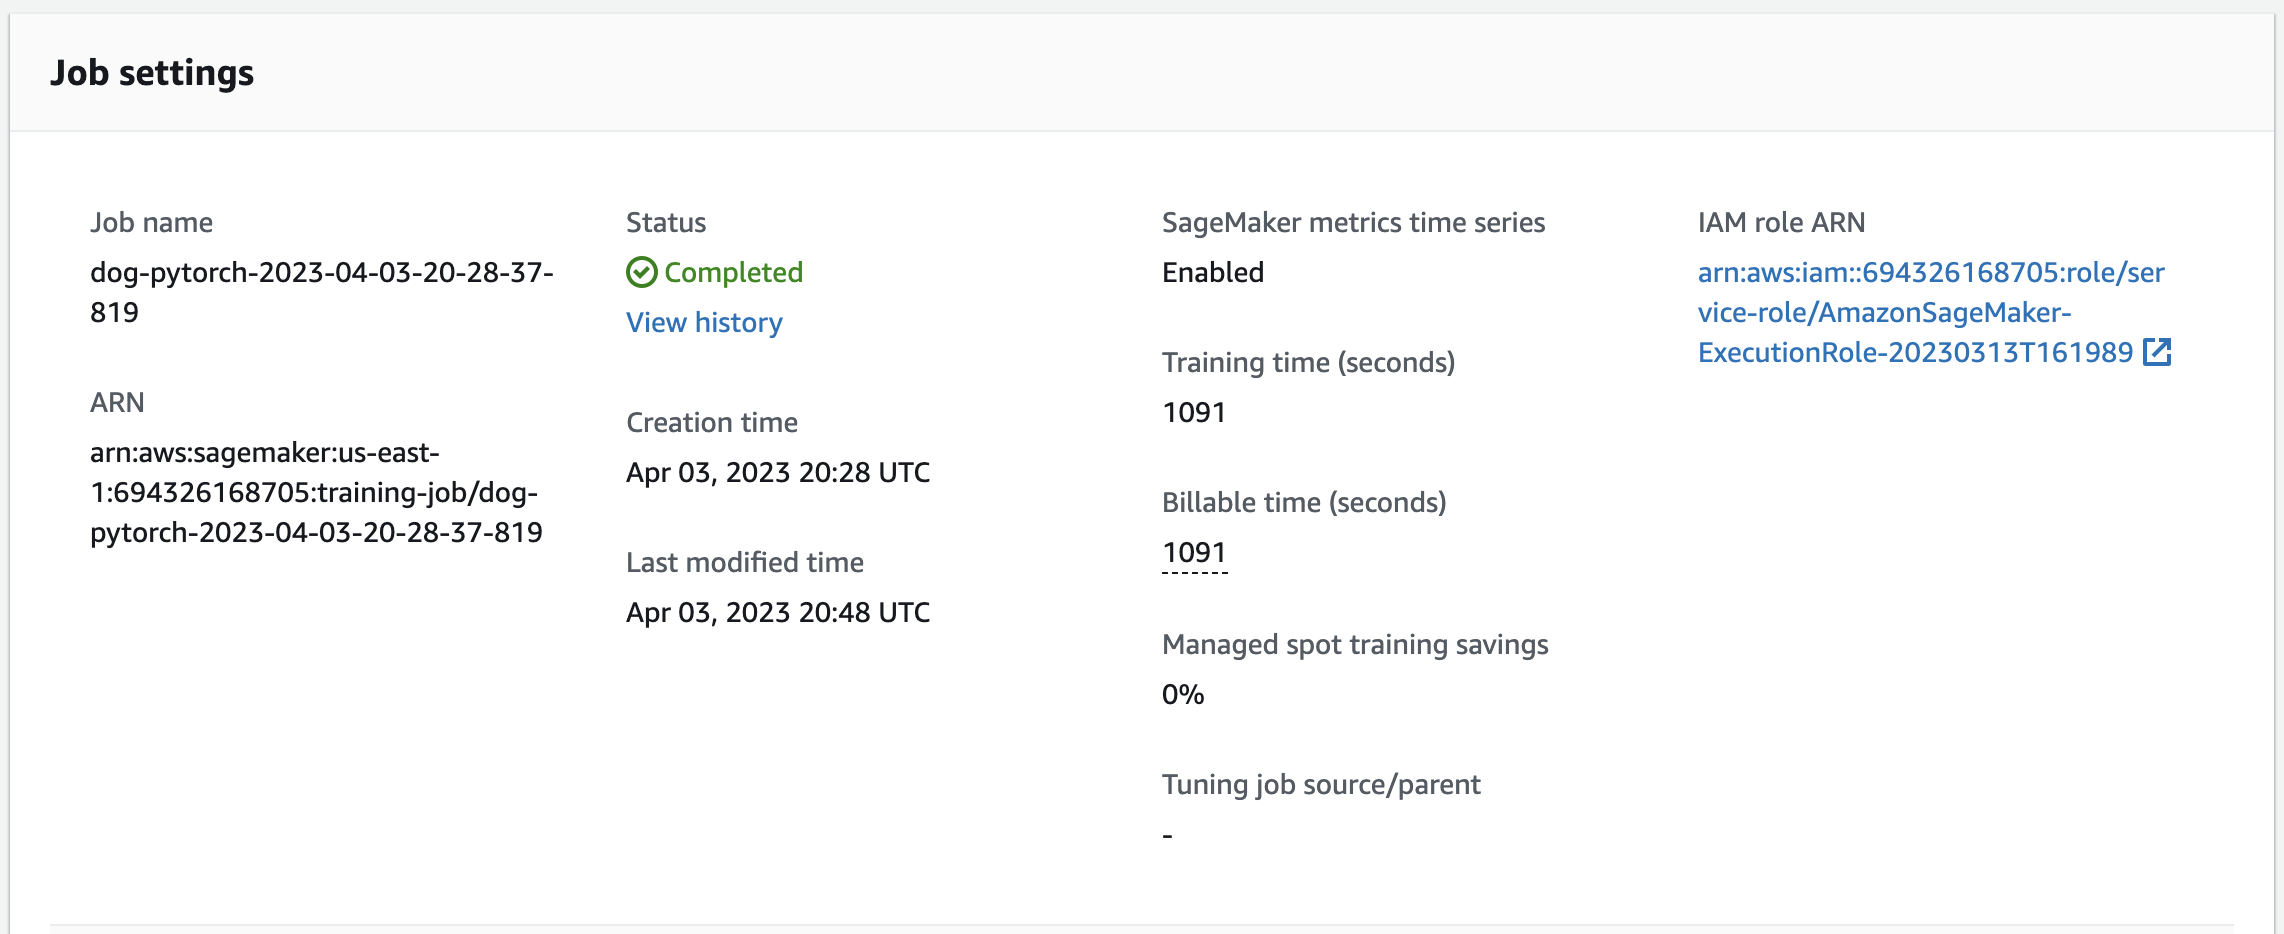 Job settings
Job name
dog-pytorch-2023-04-03-20-28-37-
819
ARN
arn:aws:sagemaker:us-east-
1:694326168705:training-job/dog-
pytorch-2023-04-03-20-28-37-819
Status
Completed
View history
Creation time
Apr 03, 2023 20:28 UTC
Last modified time
Apr 03, 2023 20:48 UTC
SageMaker metrics time series
Enabled
Training time (seconds)
1091
Billable time (seconds)
1091
Managed spot training savings
0%
Tuning job source/parent
-
IAM role ARN
arn:aws:iam::694326168705:role/ser
vice-role/AmazonSageMaker-
ExecutionRole-20230313T161989